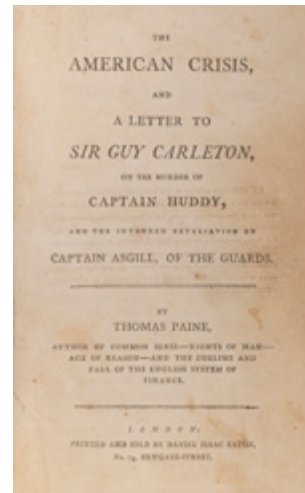 THE
AMERICAN CRISIS,
AND
A LETTER TO
SIR GUY CARLETON,
ON THE MURDER OF
CAPTAIN HUDDY,
AND THE INTENDED RETALIATION ON
CAPTAIN ASGILL, OF THE GUARDS.
BY
THOMAS PAINE,
AUTHOR OF COMMON SENSE—RIGHTS OF MAN—
AGE OF REASON—AND THE DECLINE AND
FALL OF THE ENGLISH SYSTEM OF
FINANCE.
LONDON:
PRINTED AND SOLD BY DANIEL ISAAC EATON,
No. 74, NEWGATE-STREET.